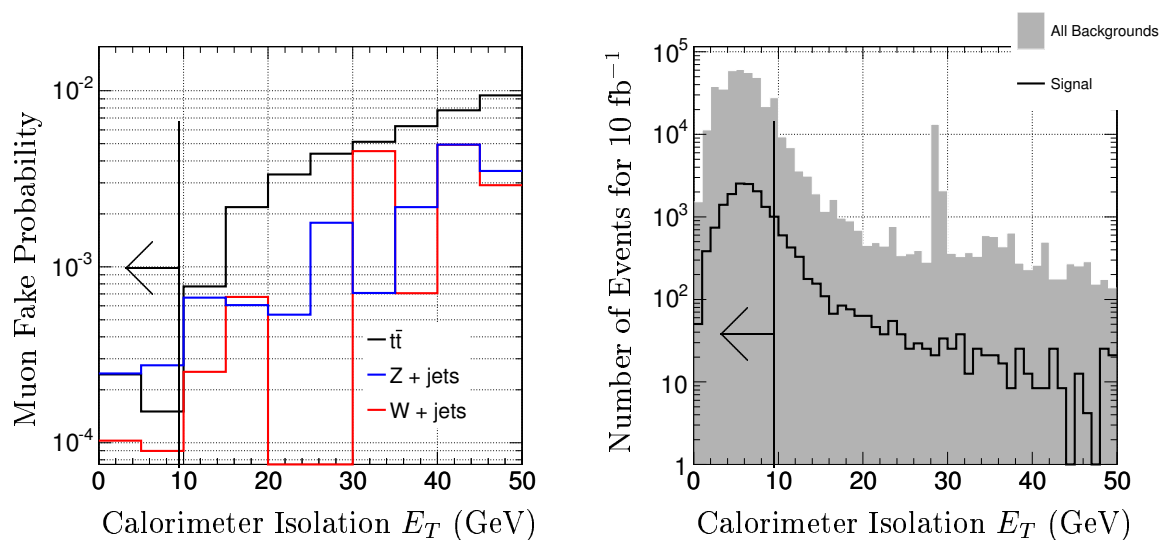 Muon Fake Probability
10⁻²
10⁻³
10⁻⁴
tt̄
Z + jets
W + jets
0 10 20 30 40 50
Calorimeter Isolation E_T (GeV)
All Backgrounds
Signal
Number of Events for 10 fb⁻¹
10⁵
10⁴
10³
10²
10
1
0 10 20 30 40 50
Calorimeter Isolation E_T (GeV)